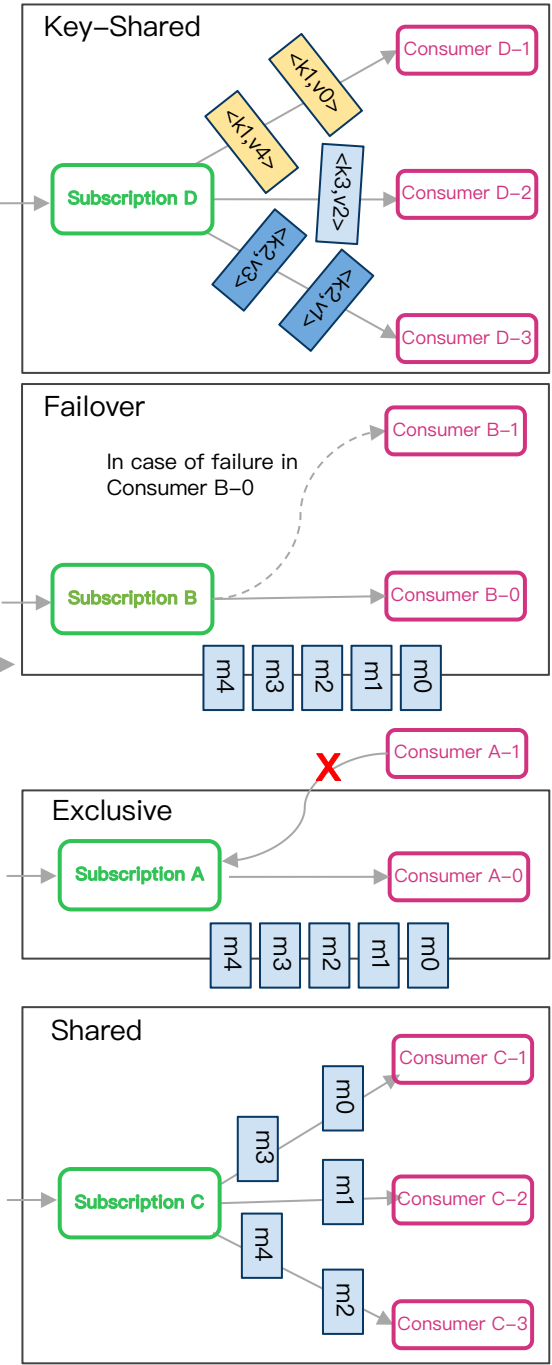 Key–Shared
Consumer D–1
<k1,v0>
<k1,v4>
Subscription D
<k3,v2>
Consumer D–2
<k2,v3>
<k2,v1>
Consumer D–3
Failover
Consumer B–1
In case of failure in
Consumer B–0
Subscription B
Consumer B–0
m4
m3
m2
m1
m0
Consumer A–1
X
Exclusive
Subscription A
Consumer A–0
m4
m3
m2
m1
m0
Shared
Consumer C–1
m0
m3
Subscription C
m1
Consumer C–2
m4
m2
Consumer C–3